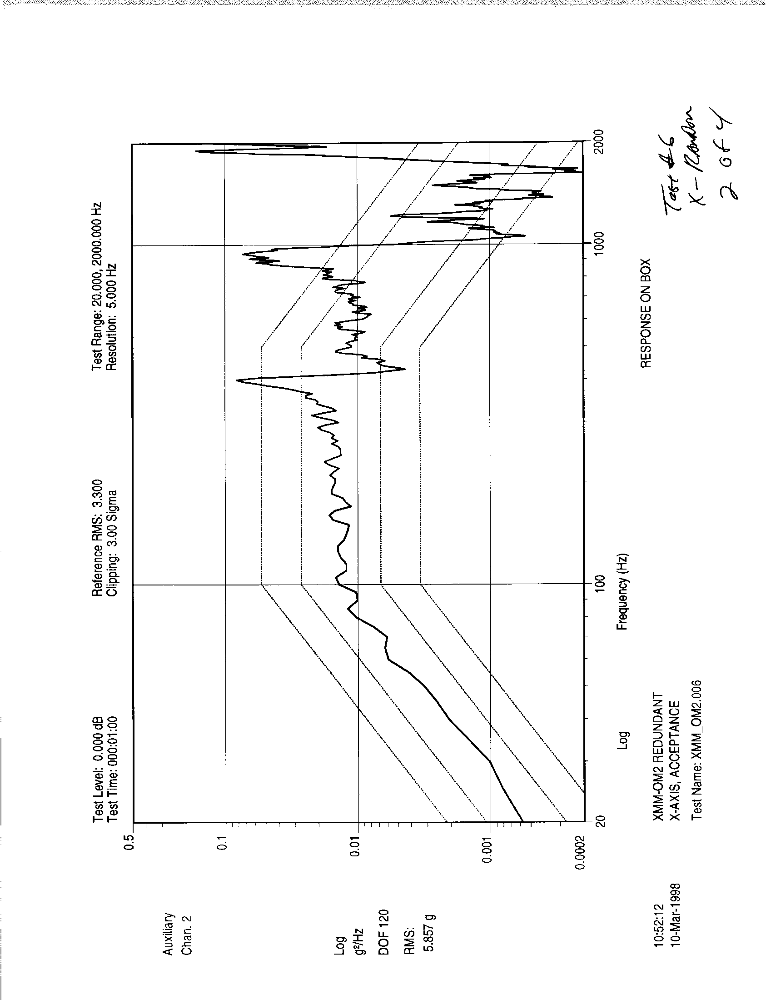 Test Level: 0.000 dB
Test Time: 000:01:00
Reference RMS: 3.300
Clipping: 3.00 Sigma
Test Range: 20.000, 2000.000 Hz
Resolution: 5.000 Hz
Auxiliary
Chan. 2
Log
g²/Hz
DOF 120
RMS:
5.857 g
0.5
0.1
0.01
0.001
0.0002
20
100
1000
2000
Log
Frequency (Hz)
RESPONSE ON BOX
10:52:12
10-Mar-1998
XMM-OM2 REDUNDANT
X-AXIS, ACCEPTANCE
Test Name: XMM_OM2.006
Test #6
X - Random
2 of 4